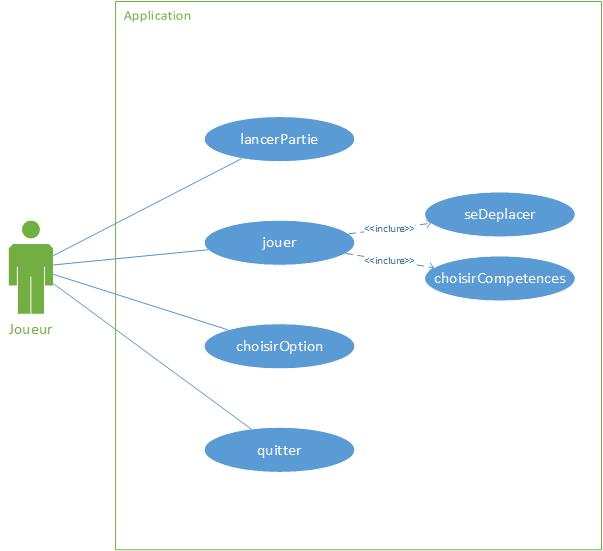 Application
lancerPartie
jouer
<<inclure>>
seDeplacer
<<inclure>>
choisirCompetences
Joueur
choisirOption
quitter